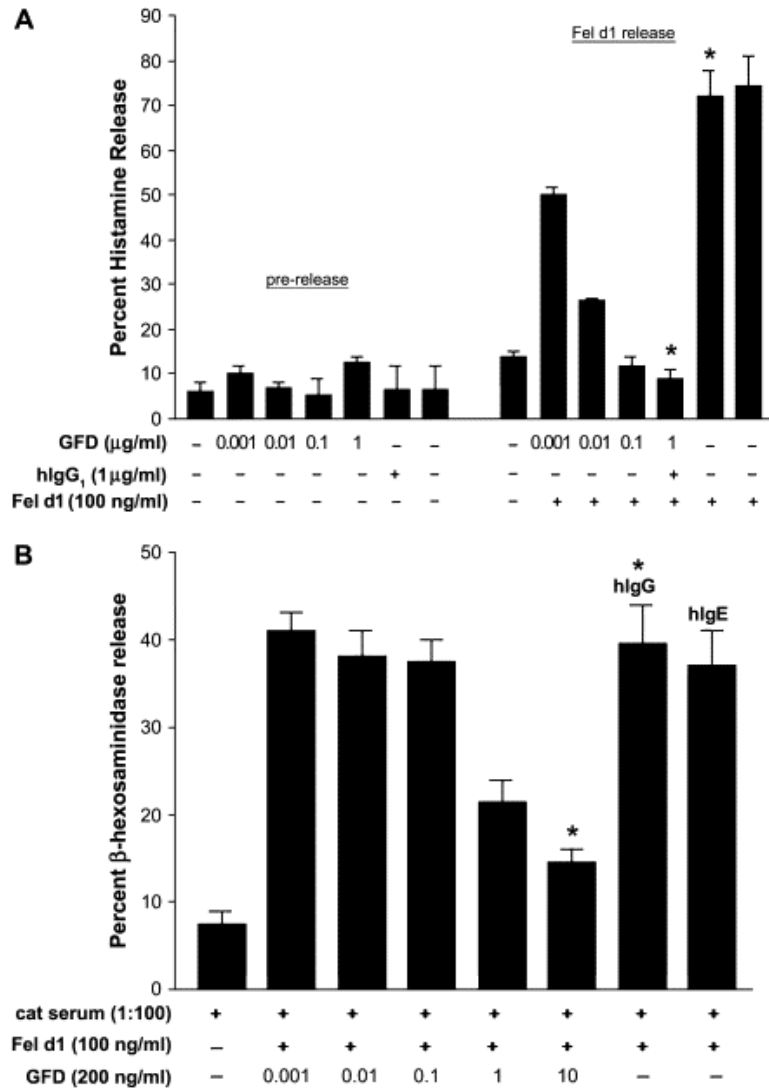 A
Percent Histamine Release
90
80
70
60
50
40
30
20
10
0
pre-release
Fel d1 release
*
*
GFD (µg/ml) – 0.001 0.01 0.1 1 – – – 0.001 0.01 0.1 1 – –
hIgG₁ (1µg/ml) – – – – – + – – – – – + – –
Fel d1 (100 ng/ml) – – – – – – – – + + + + + +
B
Percent β-hexosaminidase release
50
40
30
20
10
0
*
* 
hIgG
hIgE
cat serum (1:100) + + + + + + + +
Fel d1 (100 ng/ml) – + + + + + + +
GFD (200 ng/ml) – 0.001 0.01 0.1 1 10 – –